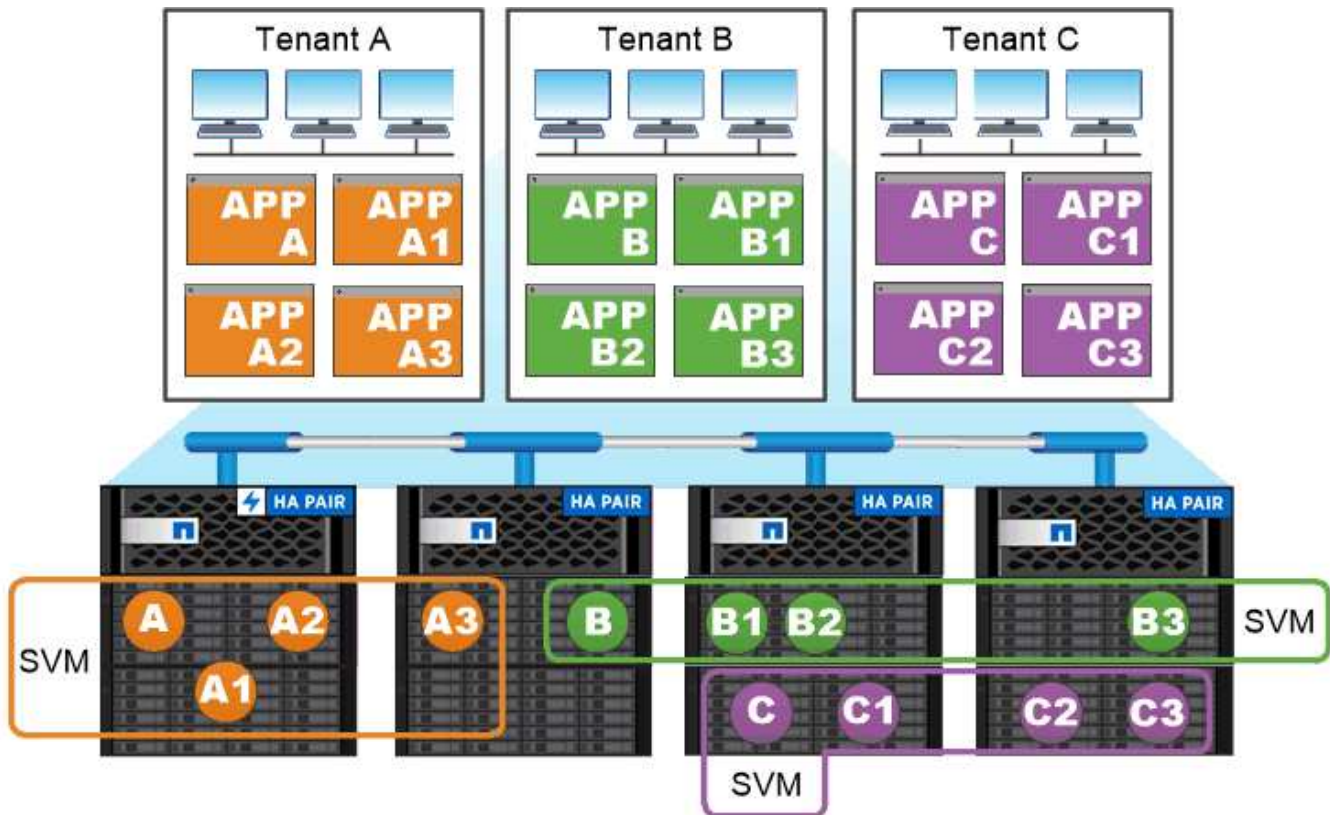 Tenant A
Tenant B
Tenant C
APP
A
APP
A1
APP
B
APP
B1
APP
C
APP
C1
APP
A2
APP
A3
APP
B2
APP
B3
APP
C2
APP
C3
HA PAIR
HA PAIR
HA PAIR
HA PAIR
SVM
A
A2
A1
A3
B
B1
B2
B3
SVM
C
C1
C2
C3
SVM